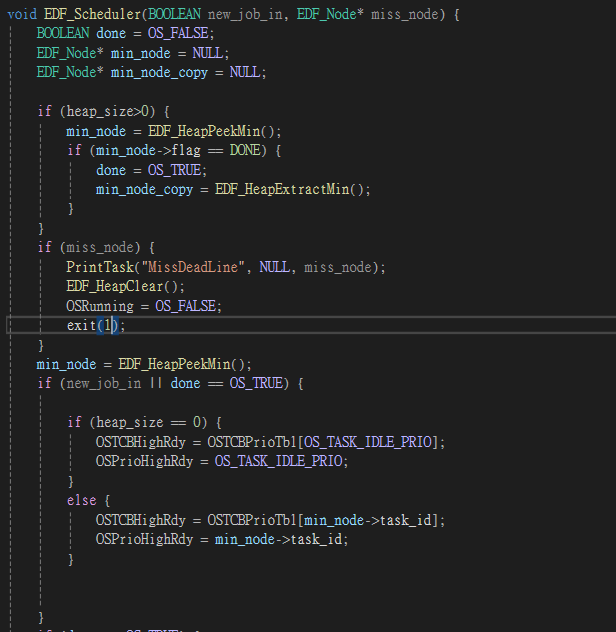 void EDF_Scheduler(BOOLEAN new_job_in, EDF_Node* miss_node) {
BOOLEAN done = OS_FALSE;
EDF_Node* min_node = NULL;
EDF_Node* min_node_copy = NULL;
if (heap_size>0) {
min_node = EDF_HeapPeekMin();
if (min_node->flag == DONE) {
done = OS_TRUE;
min_node_copy = EDF_HeapExtractMin();
}
}
if (miss_node) {
PrintTask("MissDeadLine", NULL, miss_node);
EDF_HeapClear();
OSRunning = OS_FALSE;
exit(1);
}
min_node = EDF_HeapPeekMin();
if (new_job_in || done == OS_TRUE) {
if (heap_size == 0) {
OSTCBHighRdy = OSTCBPrioTbl[OS_TASK_IDLE_PRIO];
OSPrioHighRdy = OS_TASK_IDLE_PRIO;
}
else {
OSTCBHighRdy = OSTCBPrioTbl[min_node->task_id];
OSPrioHighRdy = min_node->task_id;
}
}